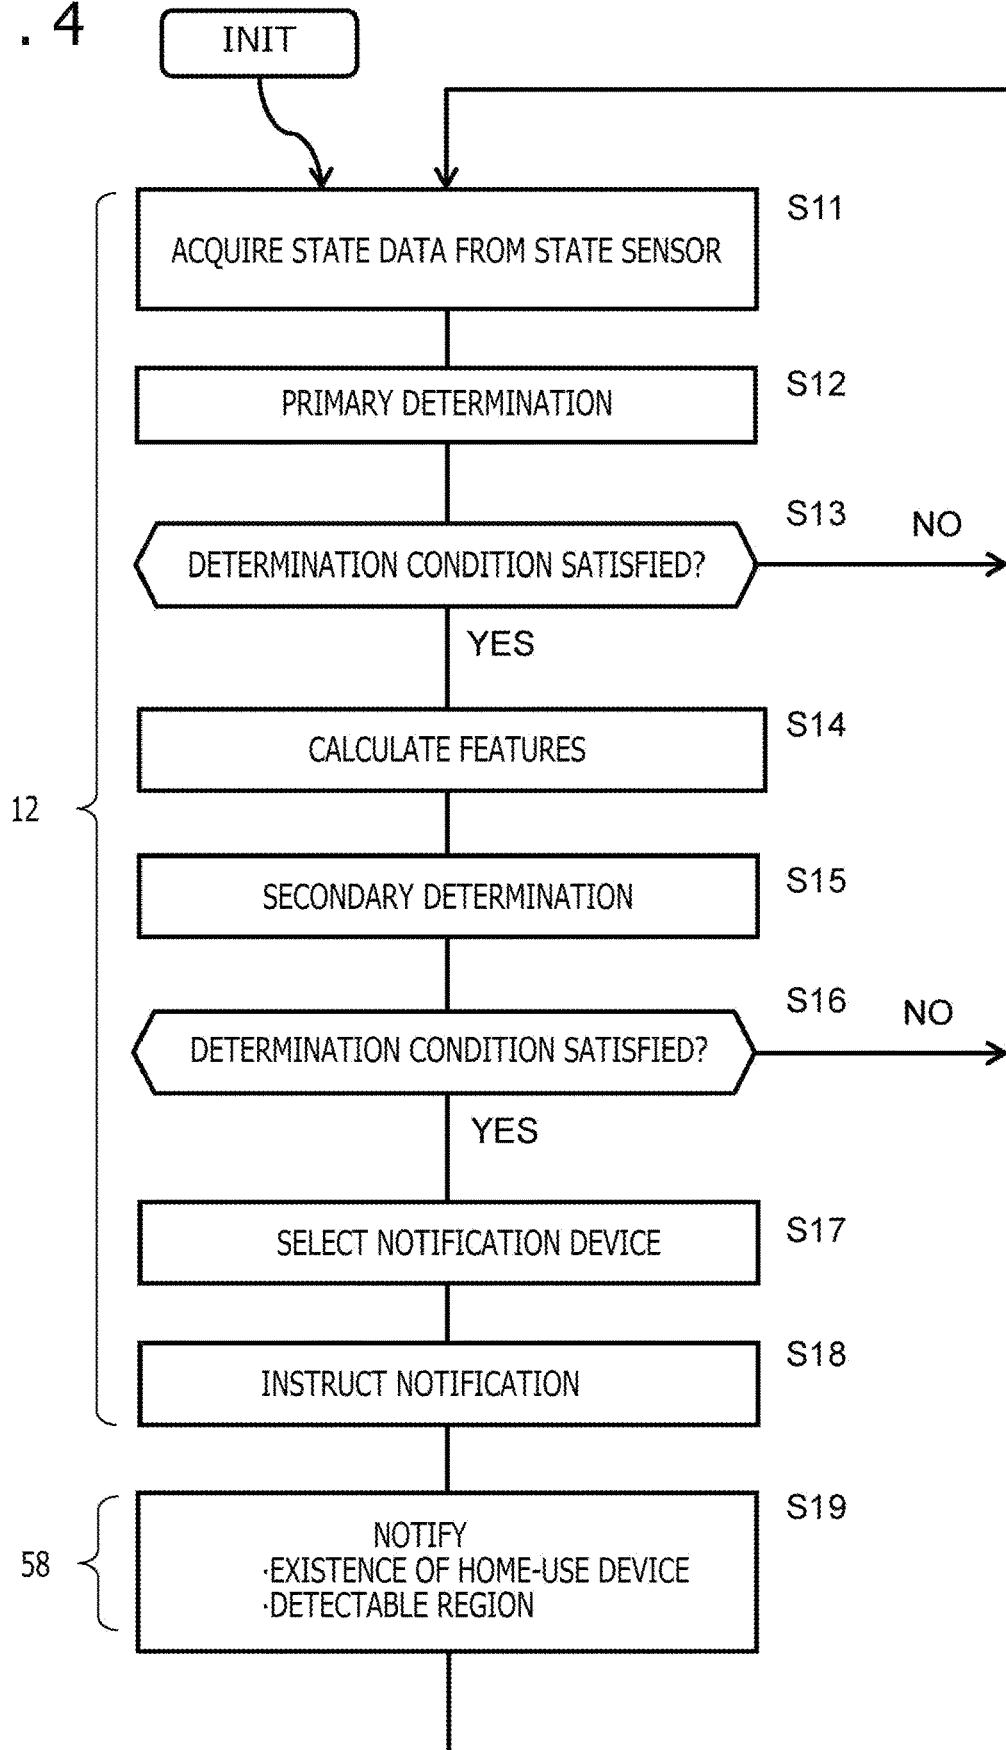 . 4
INIT
S11
ACQUIRE STATE DATA FROM STATE SENSOR
S12
PRIMARY DETERMINATION
S13
NO
DETERMINATION CONDITION SATISFIED?
YES
S14
CALCULATE FEATURES
12
S15
SECONDARY DETERMINATION
S16
NO
DETERMINATION CONDITION SATISFIED?
YES
S17
SELECT NOTIFICATION DEVICE
S18
INSTRUCT NOTIFICATION
S19
NOTIFY
58
·EXISTENCE OF HOME-USE DEVICE
·DETECTABLE REGION